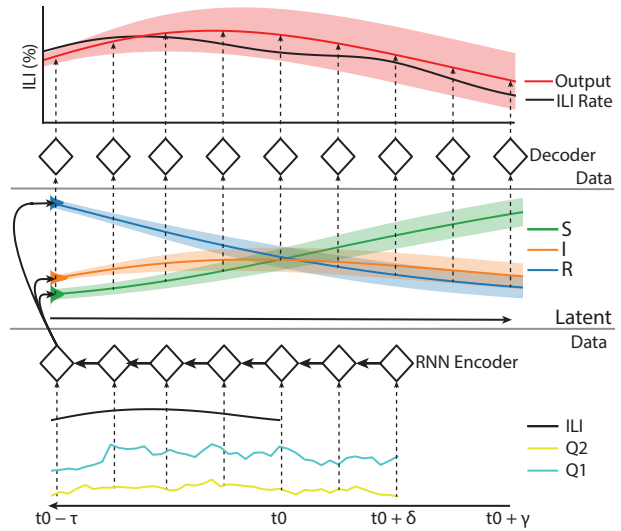 ILI (%)
Output
ILI Rate
Decoder
Data
S
I
R
Latent
Data
RNN Encoder
ILI
Q2
Q1
t0 − τ
t0
t0 + δ
t0 + γ